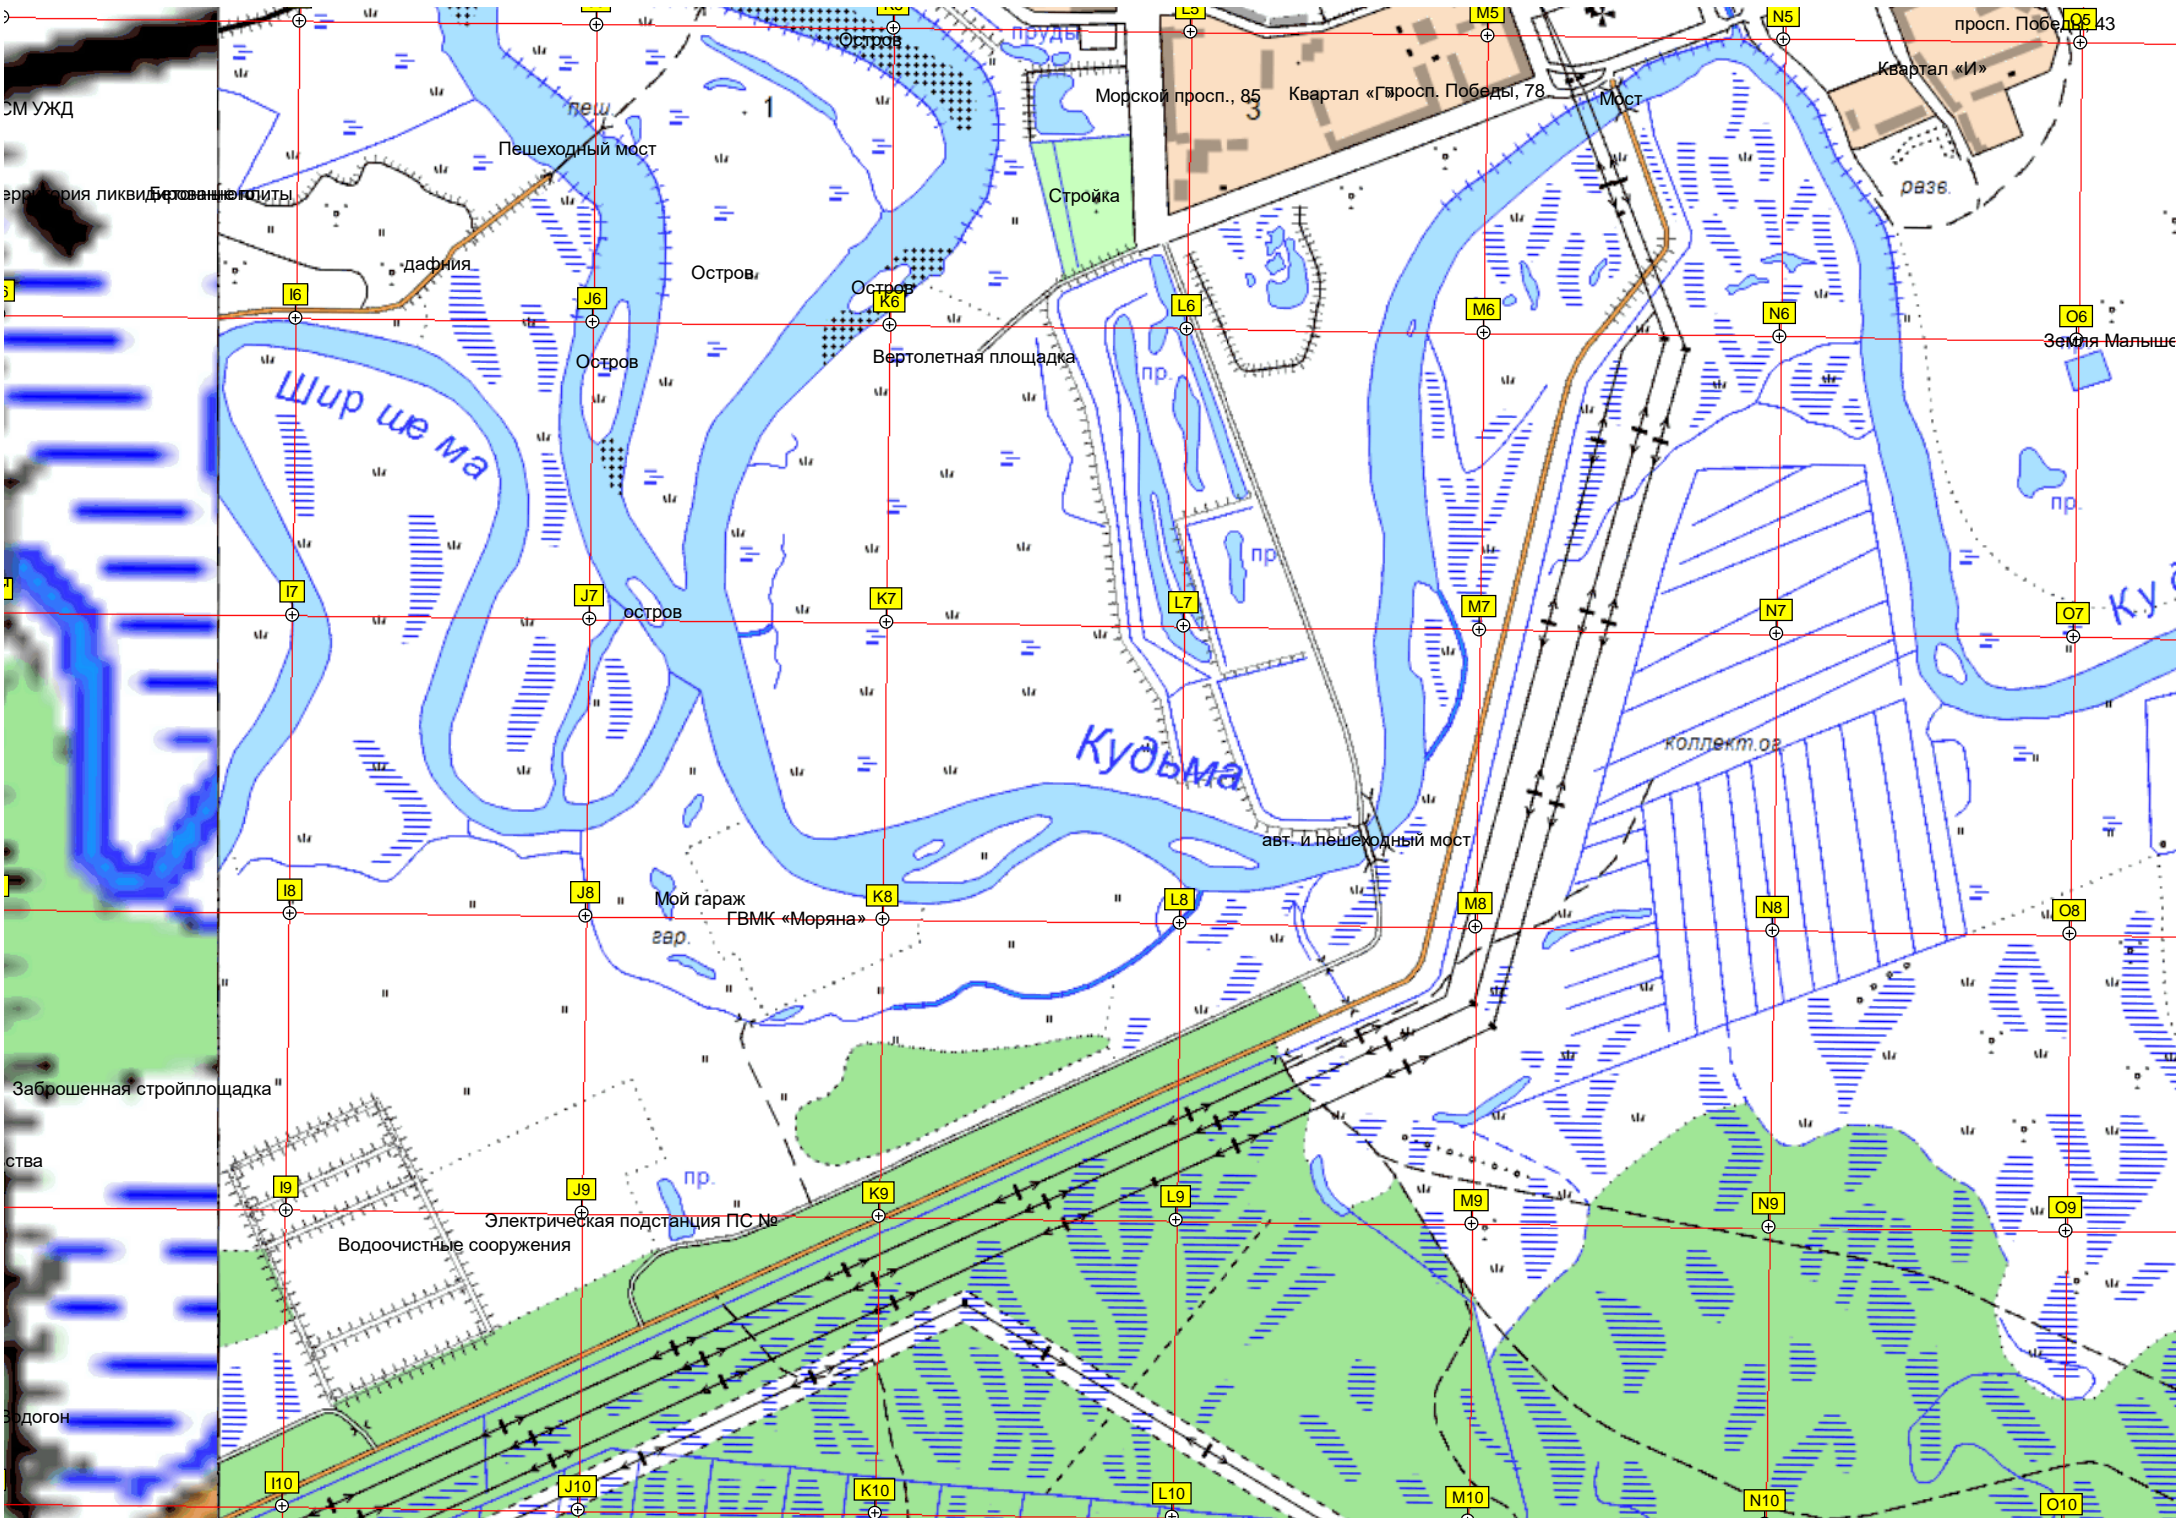 L5
M5
N5
O5
просп. Победы, 43
Остров
пруды
Квартал «И»
СМ УЖД
пеш.
1
Морской просп., 85
3
Квартал «Г»
просп. Победы, 78
Мост
Пешеходный мост
Стройка
разв.
дафния
Остров
Остров
I6
J6
K6
L6
M6
N6
O6
Остров
Вертолетная площадка
пр.
Земля Малыше
Шир ше ма
пр.
пр.
I7
J7
K7
L7
M7
N7
O7
остров
Куд
Кудьма
коллект.ог.
авт. и пешеходный мост
I8
J8
K8
L8
M8
N8
O8
Мой гараж
ГВМК «Моряна»
гар.
Заброшенная стройплощадка
ства
пр.
I9
J9
K9
L9
M9
N9
O9
Электрическая подстанция ПС №
Водоочистные сооружения
Водогон
I10
J10
K10
L10
M10
N10
O10